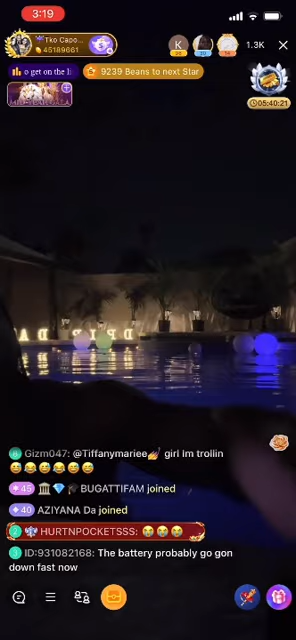 3:19
Tko Capo...
45189661
K
1.3K
o get on the li
9239 Beans to next Star
05:40:21
Gizm047: @Tiffanymariee💅 girl Im trollin
😅😅😅😅😅😅
45 🏛️💎🎓BUGATTIFAM joined
40 AZIYANA Da joined
HURTNPOCKETSSS: 😭😭😭
3 ID:931082168: The battery probably go gon
down fast now